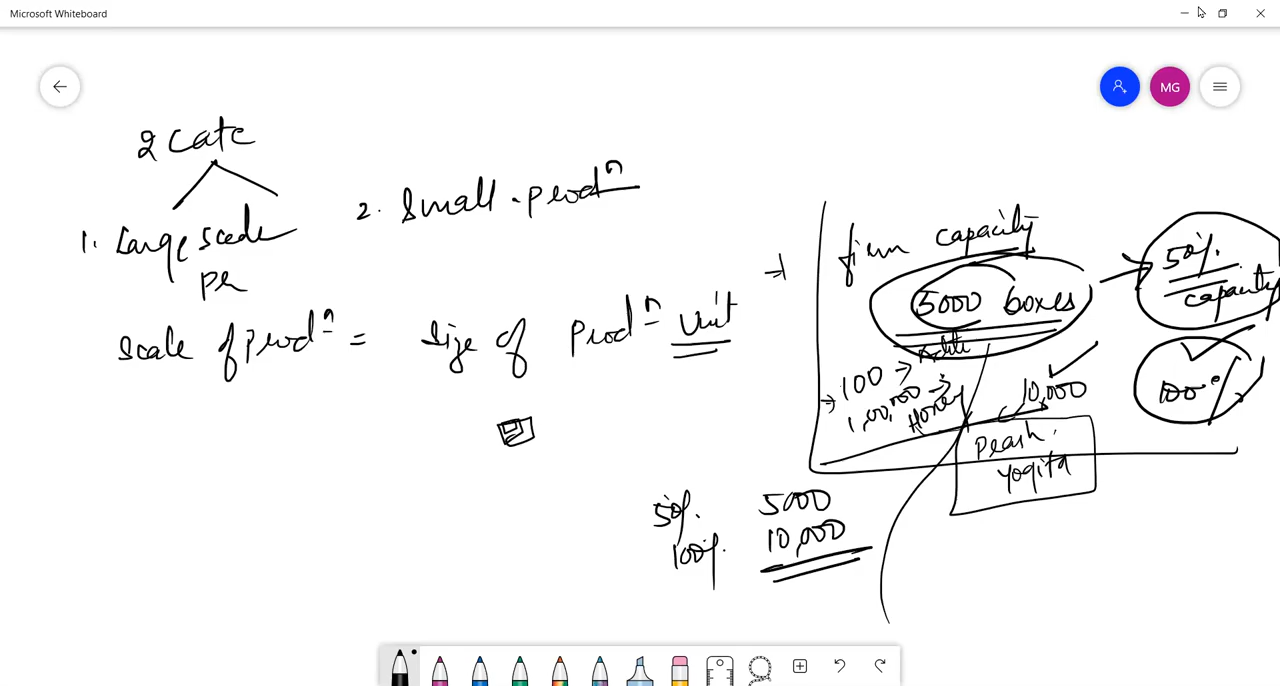 Microsoft Whiteboard
MG
2 Cate
1. Large scale
pr
2. Small . Prodⁿ
Scale of Prodⁿ = Size of Prodⁿ Unit
firm capacity
5000 boxes
50%
capacity
100 →
1,00,000 → Honey
10,000
100%
Yogita
50% 5000
100% 10,000